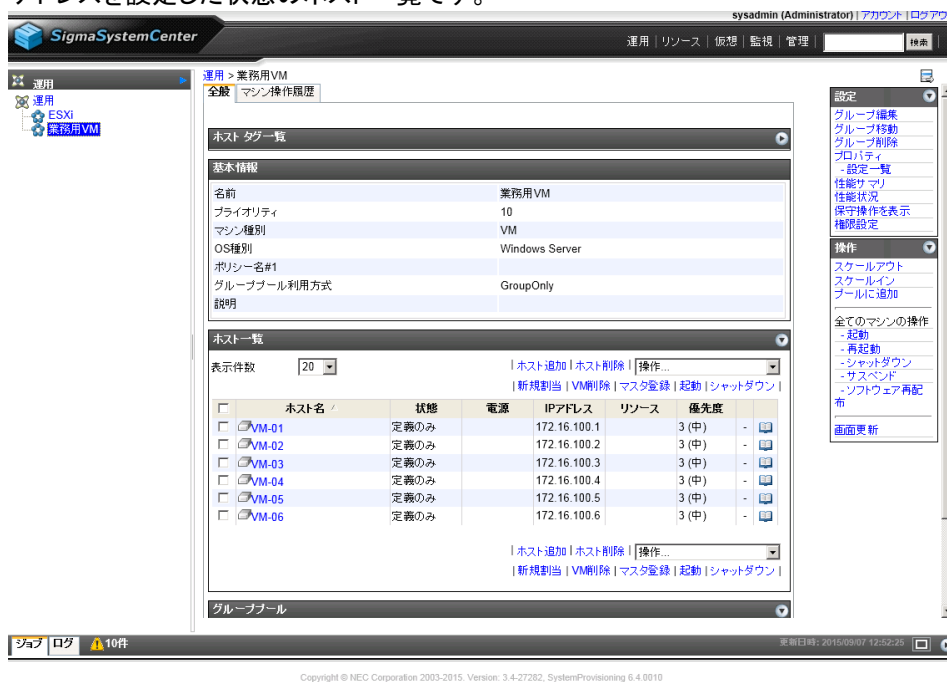 sysadmin (Administrator) | アカウント | ログアウ
SigmaSystemCenter
運用 | リソース | 仮想 | 監視 | 管理 |
検索
運用
運用
ESXi
業務用VM
運用 > 業務用VM
全般 マシン操作履歴
ホスト タグ一覧
基本情報
名前 業務用VM
プライオリティ 10
マシン種別 VM
OS種別 Windows Server
ポリシー名#1
グループプール利用方式 GroupOnly
説明
ホスト一覧
表示件数 20
| ホスト追加 | ホスト削除 | 操作...
| 新規割当 | VM削除 | マスタ登録 | 起動 | シャットダウン |
ホスト名 / 状態 電源 IPアドレス リソース 優先度
VM-01 定義のみ 172.16.100.1 3 (中) -
VM-02 定義のみ 172.16.100.2 3 (中) -
VM-03 定義のみ 172.16.100.3 3 (中) -
VM-04 定義のみ 172.16.100.4 3 (中) -
VM-05 定義のみ 172.16.100.5 3 (中) -
VM-06 定義のみ 172.16.100.6 3 (中) -
| ホスト追加 | ホスト削除 | 操作...
| 新規割当 | VM削除 | マスタ登録 | 起動 | シャットダウン |
グループプール
設定
グループ編集
グループ移動
グループ削除
プロパティ
- 設定一覧
性能サマリ
性能状況
保守操作を表示
権限設定
操作
スケールアウト
スケールイン
プールに追加
全てのマシンの操作
- 起動
- 再起動
- シャットダウン
- サスペンド
- ソフトウェア再配
布
画面更新
ジョブ ログ 10件
更新日時: 2015/09/07 12:52:25
Copyright © NEC Corporation 2003-2015. Version: 3.4-27282, SystemProvisioning 6.4.0010